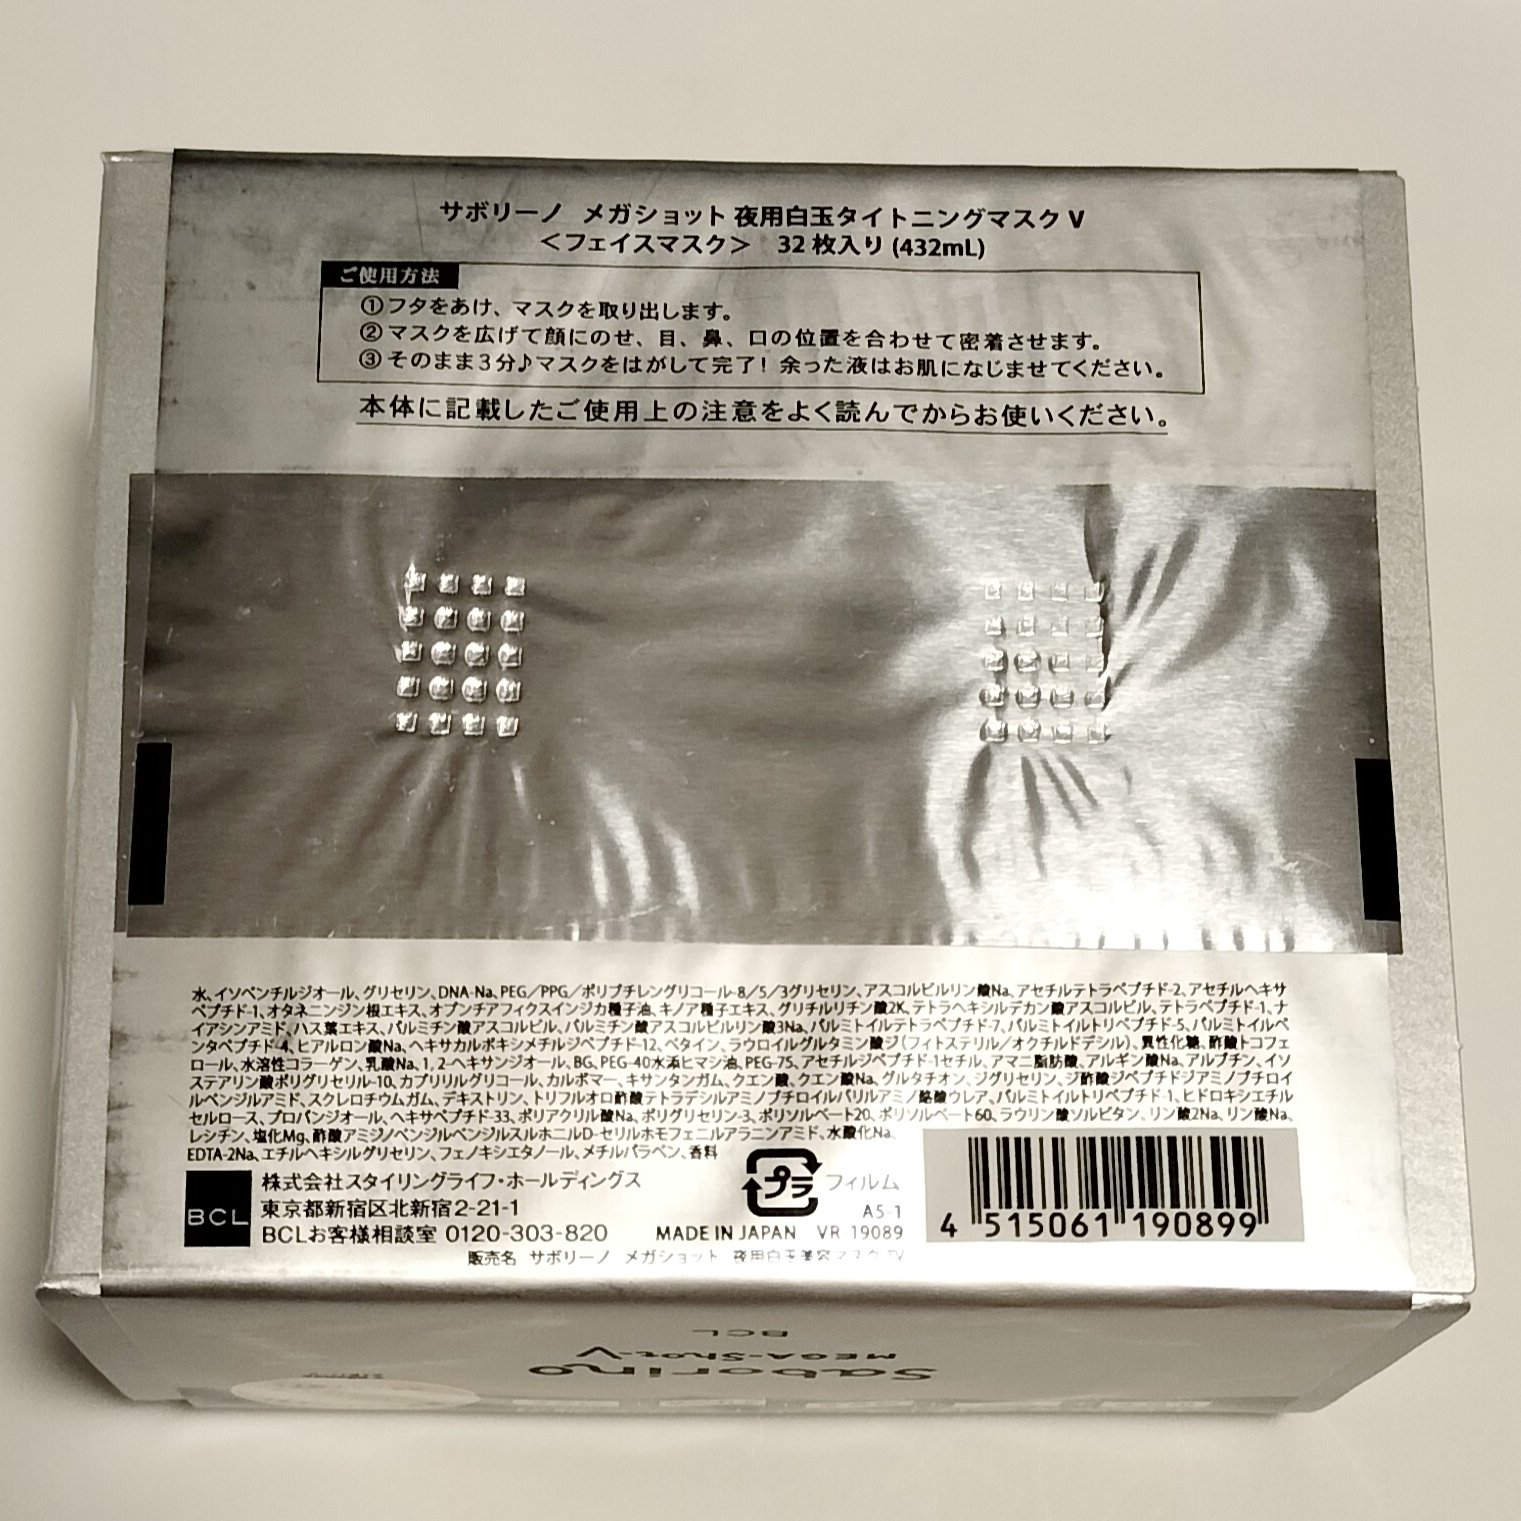 サボリーノ メガショット 夜用白玉タイトニングマスク V
＜フェイスマスク＞ 32 枚入り (432mL)
ご使用方法
①フタをあけ、マスクを取り出します。
②マスクを広げて顔にのせ、目、鼻、口の位置を合わせて密着させます。
③そのまま3分♪マスクをはがして完了！余った液はお肌になじませてください。
本体に記載したご使用上の注意をよく読んでからお使いください。
水、イソペンチルジオール、グリセリン、DNA-Na、PEG／PPG／ポリブチレングリコール-8／5／3グリセリン、アスコルビルリン酸Na、アセチルテトラペプチド-2、アセチルヘキサ
ペプチド-1、オタネニンジン根エキス、オプンチアフィクスインジカ種子油、キノア種子エキス、グリチルリチン酸2K、テトラヘキシルデカン酸アスコルビル、テトラペプチド-1、ナ
イアシンアミド、ハス葉エキス、パルミチン酸アスコルビル、パルミチン酸アスコルビルリン酸3Na、パルミトイルテトラペプチド-7、パルミトイルトリペプチド-5、パルミトイルペ
ンタペプチド-4、ヒアルロン酸Na、ヘキサカルボキシメチルジペプチド-12、ベタイン、ラウロイルグルタミン酸ジ(フィトステリル／オクチルドデシル)、異性化糖、酢酸トコフェ
ロール、水溶性コラーゲン、乳酸Na、1,2-ヘキサンジオール、BG、PEG-40水添ヒマシ油、PEG-75、アセチルジペプチド-1セチル、アマニ脂肪酸、アルギン酸Na、アルブチン、イソ
ステアリン酸ポリグリセリル-10、カプリリルグリコール、カルボマー、キサンタンガム、クエン酸、クエン酸Na、グルタチオン、ジグリセリン、ジ酢酸ジペプチドジアミノブチロイ
ルベンジルアミド、スクレロチウムガム、デキストリン、トリフルオロ酢酸テトラデシルアミノブチロイルバリルアミノ酪酸ウレア、パルミトイルトリペプチド-1、ヒドロキシエチル
セルロース、プロパンジオール、ヘキサペプチド-33、ポリアクリル酸Na、ポリグリセリン-3、ポリソルベート20、ポリソルベート60、ラウリン酸ソルビタン、リン酸2Na、リン酸Na、
レシチン、塩化Mg、酢酸アミジノベンジルベンジルスルホニルD-セリルホモフェニルアラニンアミド、水酸化Na、
EDTA-2Na、エチルヘキシルグリセリン、フェノキシエタノール、メチルパラベン、香料
BCL
株式会社スタイリングライフ・ホールディングス
東京都新宿区北新宿2-21-1
BCLお客様相談室 0120-303-820
プラ フィルム
A5-1
MADE IN JAPAN VR 19089
4 515061 190899
販売名 サボリーノ メガショット 夜用白玉美容マスク TV
BCL
MEGA-Shot-V
Saborino